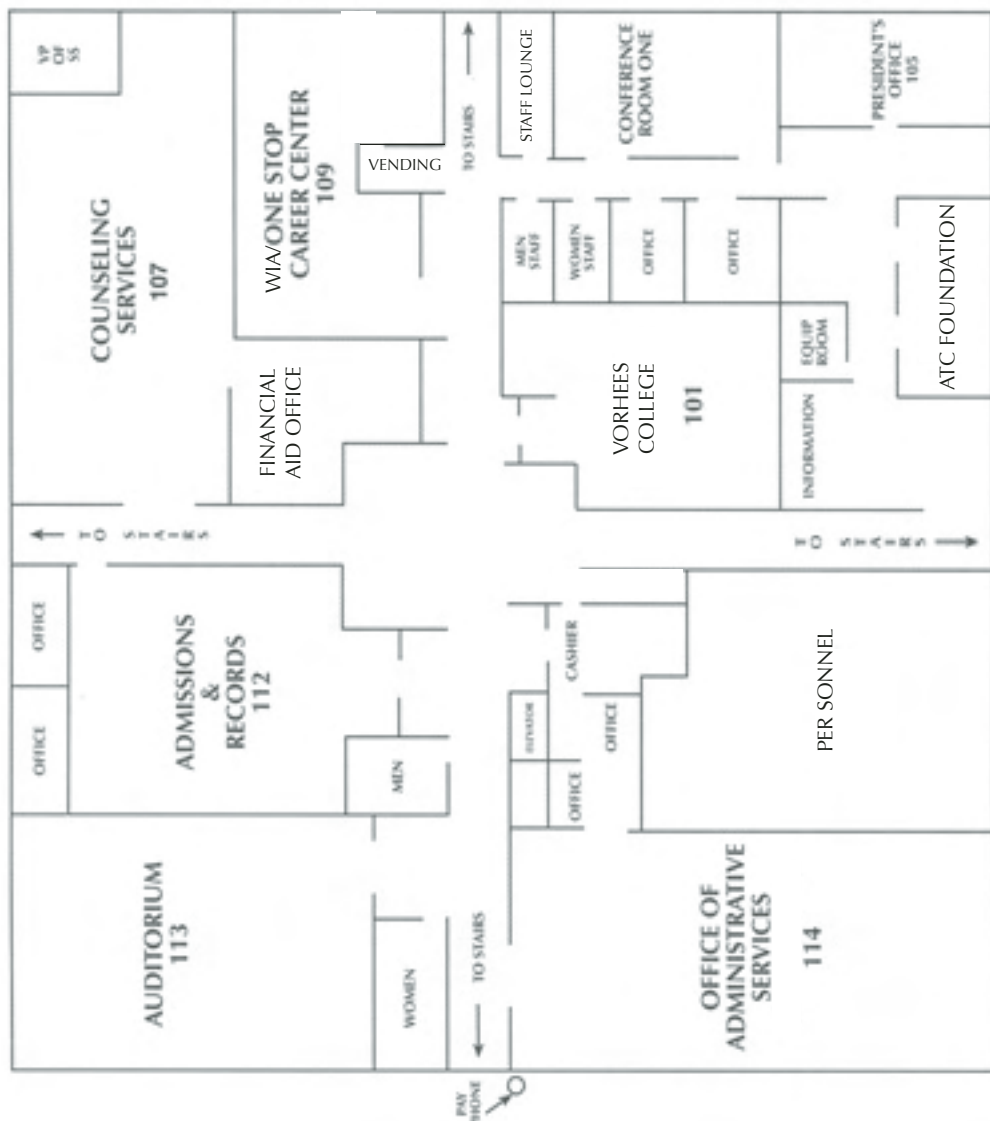 VP
OF
SS
COUNSELING
SERVICES
107
WIA/ONE STOP
CAREER CENTER
109
VENDING
TO STAIRS
STAFF LOUNGE
CONFERENCE
ROOM ONE
PRESIDENT'S
OFFICE
105
MEN
STAFF
WOMEN
STAFF
OFFICE
OFFICE
FINANCIAL
AID OFFICE
VORHEES
COLLEGE
101
EQUIP
ROOM
INFORMATION
ATC FOUNDATION
TO STAIRS
TO STAIRS
OFFICE
OFFICE
ADMISSIONS
&
RECORDS
112
MEN
CASHIER
ELEVATOR
OFFICE
OFFICE
PER SONNEL
AUDITORIUM
113
WOMEN
TO STAIRS
OFFICE OF
ADMINISTRATIVE
SERVICES
114
PAY
HONE